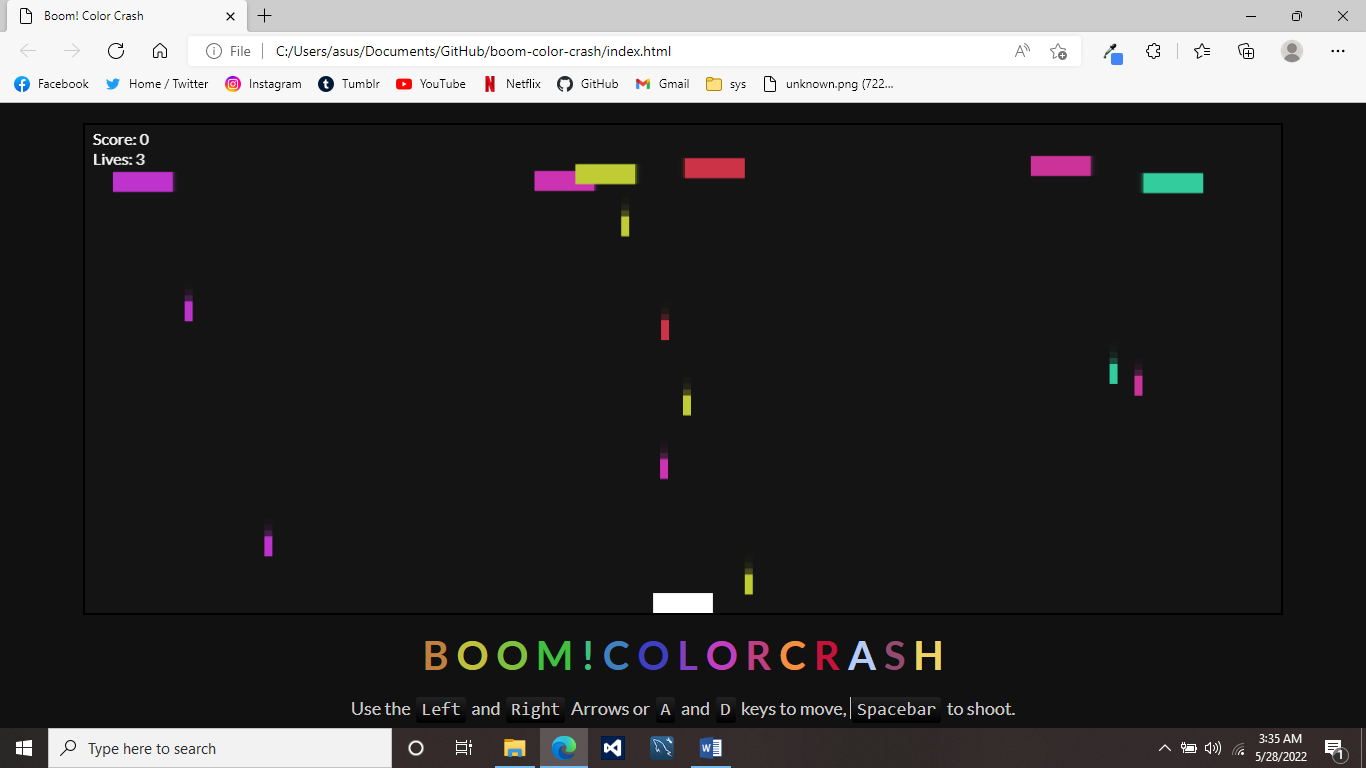 Boom! Color Crash
File C:/Users/asus/Documents/GitHub/boom-color-crash/index.html
Facebook Home / Twitter Instagram Tumblr YouTube Netflix GitHub Gmail sys unknown.png (722...
Score: 0
Lives: 3
BOOM!COLORCRASH
Use the Left and Right Arrows or A and D keys to move, Spacebar to shoot.
Type here to search
3:35 AM
5/28/2022
1